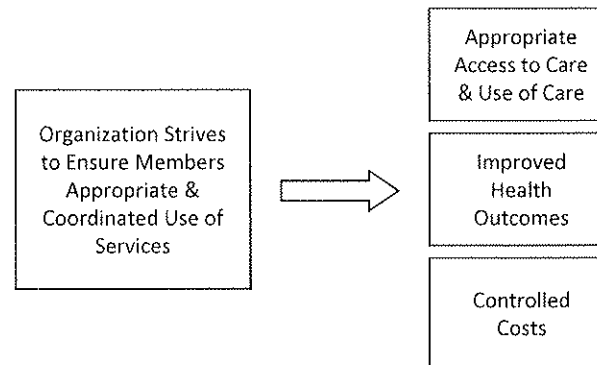 Organization Strives
to Ensure Members
Appropriate &
Coordinated Use of
Services
Appropriate
Access to Care
& Use of Care
Improved
Health
Outcomes
Controlled
Costs